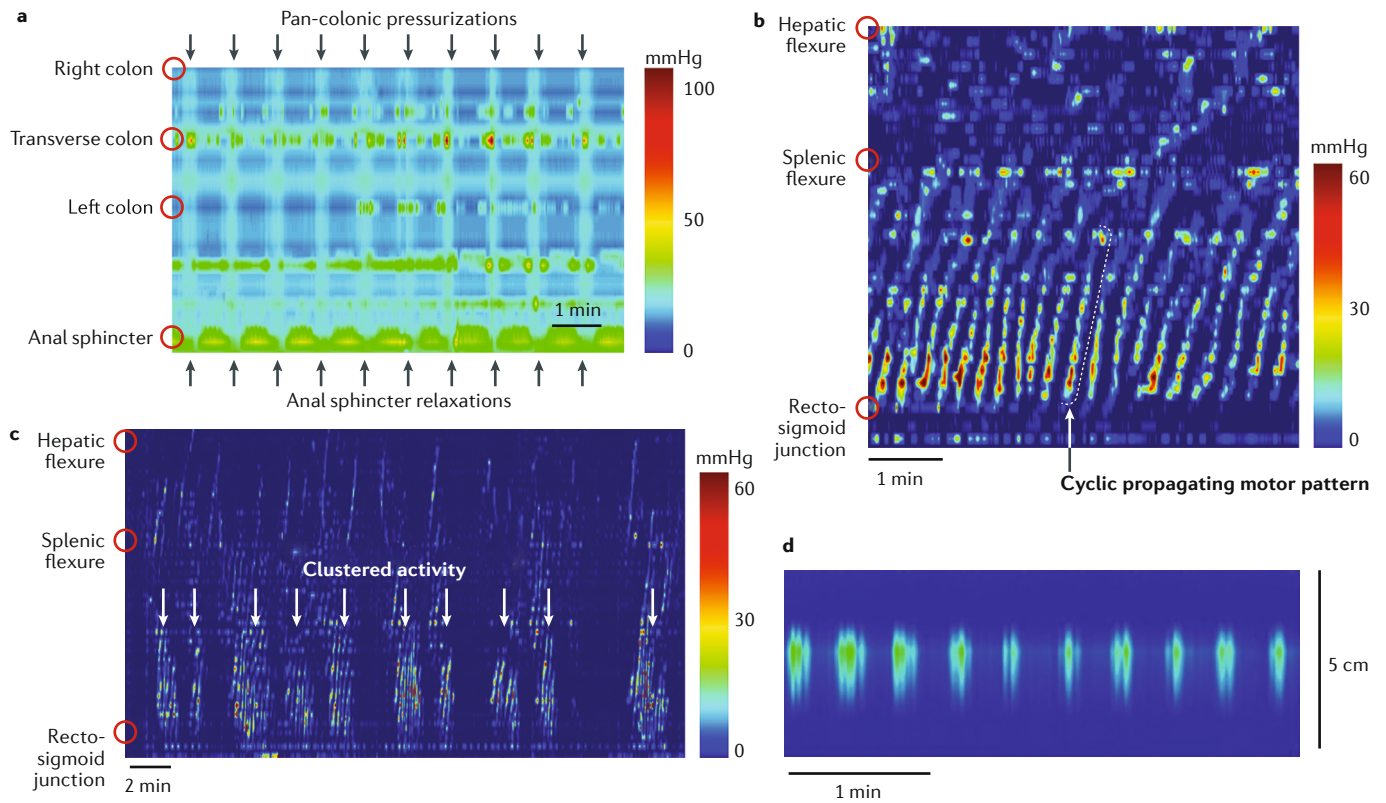 a
Pan-colonic pressurizations
mmHg
Right colon
100
Transverse colon
Left colon
50
1 min
Anal sphincter
0
Anal sphincter relaxations
b
Hepatic
flexure
mmHg
60
Splenic
flexure
30
Recto-
sigmoid
junction
0
1 min
Cyclic propagating motor pattern
c
Hepatic
flexure
mmHg
60
Splenic
flexure
Clustered activity
30
Recto-
sigmoid
junction
0
2 min
d
5 cm
1 min